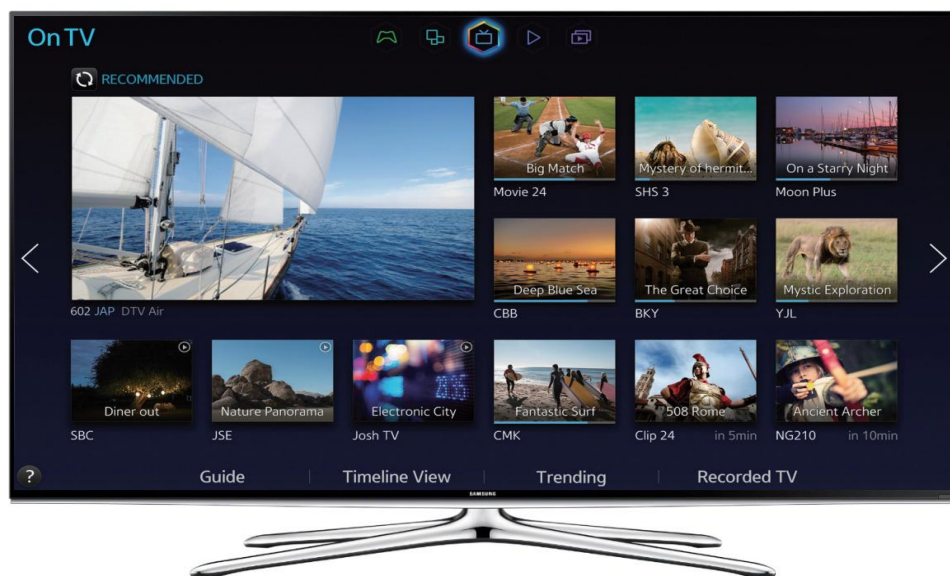 On TV
RECOMMENDED
Big Match
Mystery of hermit...
On a Starry Night
Movie 24
SHS 3
Moon Plus
Deep Blue Sea
The Great Choice
Mystic Exploration
602 JAP DTV Air
CBB
BKY
YJL
Diner out
Nature Panorama
Electronic City
Fantastic Surf
508 Rome
Ancient Archer
SBC
JSE
Josh TV
CMK
Clip 24 in 5min
NG210 in 10min
?
Guide
Timeline View
Trending
Recorded TV
SAMSUNG